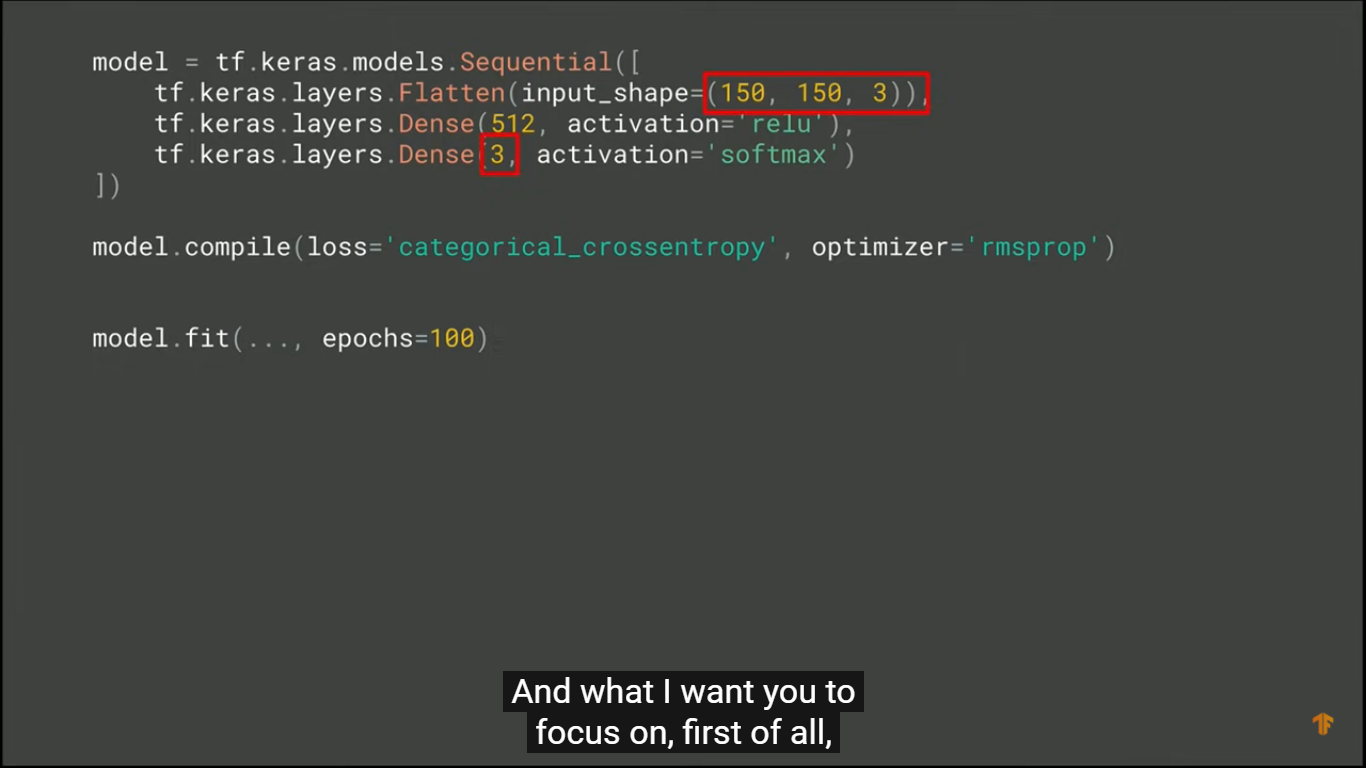 model = tf.keras.models.Sequential([
    tf.keras.layers.Flatten(input_shape=(150, 150, 3)),
    tf.keras.layers.Dense(512, activation='relu'),
    tf.keras.layers.Dense(3, activation='softmax')
])
model.compile(loss='categorical_crossentropy', optimizer='rmsprop')
model.fit(..., epochs=100)
And what I want you to
focus on, first of all,